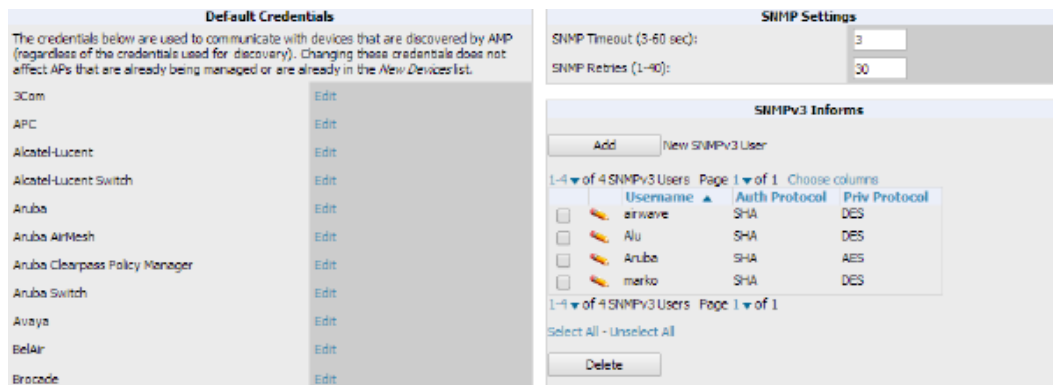 Default Credentials
The credentials below are used to communicate with devices that are discovered by AMP
(regardless of the credentials used for discovery). Changing these credentials does not
affect APs that are already being managed or are already in the New Devices list.
3Com Edit
APC Edit
Alcatel-Lucent Edit
Alcatel-Lucent Switch Edit
Aruba Edit
Aruba AirMesh Edit
Aruba Clearpass Policy Manager Edit
Aruba Switch Edit
Avaya Edit
BelAir Edit
Brocade Edit
SNMP Settings
SNMP Timeout (3-60 sec): 3
SNMP Retries (1-40): 30
SNMPv3 Informs
Add New SNMPv3 User
1-4 ▼ of 4 SNMPv3 Users Page 1 ▼ of 1 Choose columns
Username ▲ Auth Protocol Priv Protocol
airwave SHA DES
Alu SHA DES
Aruba SHA AES
marko SHA DES
1-4 ▼ of 4 SNMPv3 Users Page 1 ▼ of 1
Select All - Unselect All
Delete